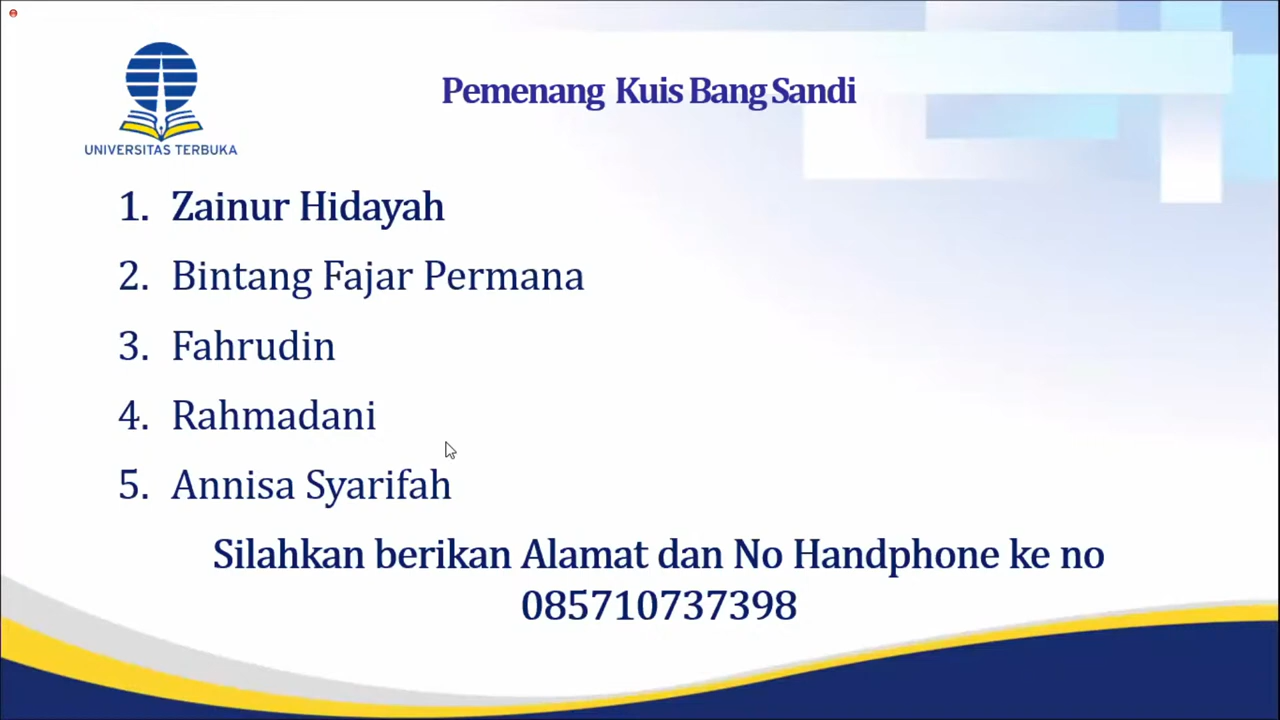 UNIVERSITAS TERBUKA
Pemenang Kuis Bang Sandi
1. Zainur Hidayah
2. Bintang Fajar Permana
3. Fahrudin
4. Rahmadani
5. Annisa Syarifah
Silahkan berikan Alamat dan No Handphone ke no
085710737398